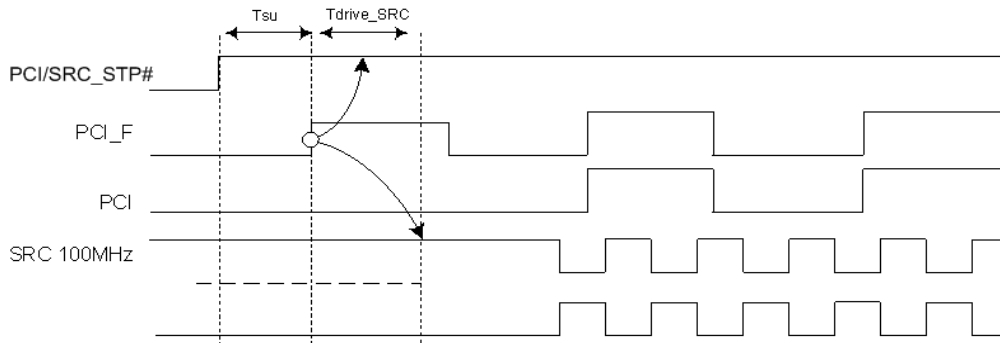 Tsu Tdrive_SRC
PCI/SRC_STP#
PCI_F
PCI
SRC 100MHz